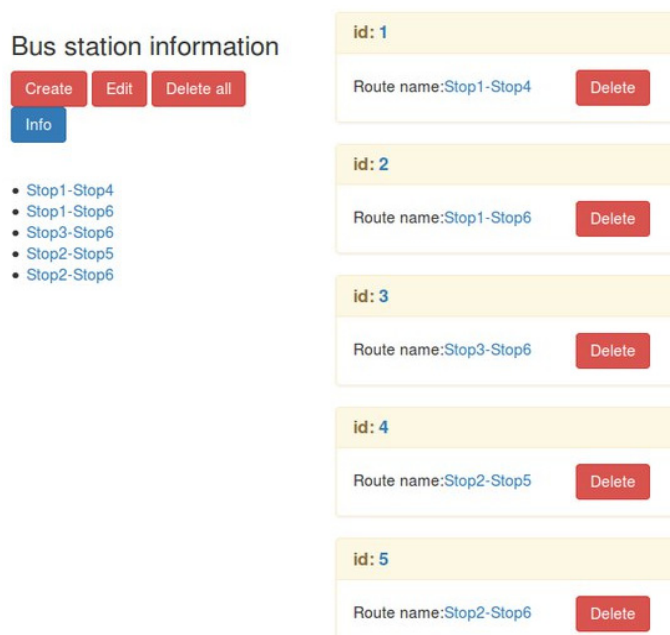 Bus station information
Create Edit Delete all
Info
• Stop1-Stop4
• Stop1-Stop6
• Stop3-Stop6
• Stop2-Stop5
• Stop2-Stop6
id: 1
Route name:Stop1-Stop4 Delete
id: 2
Route name:Stop1-Stop6 Delete
id: 3
Route name:Stop3-Stop6 Delete
id: 4
Route name:Stop2-Stop5 Delete
id: 5
Route name:Stop2-Stop6 Delete